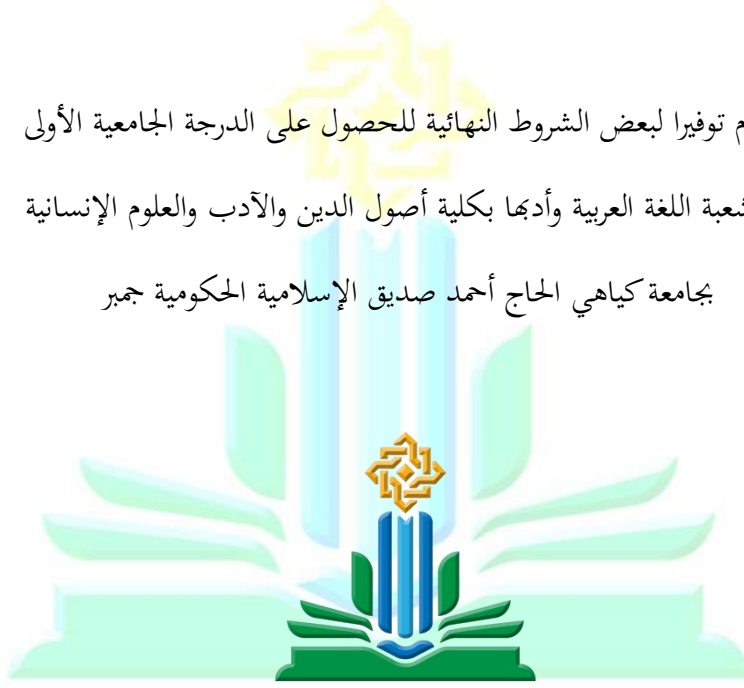 توفيرا لبعض الشروط النهائية للحصول على الدرجة الجامعية الأولى
شعبة اللغة العربية وأدبها بكلية أصول الدين والآدب والعلوم الإنسانية
بجامعة كياهي الحاج أحمد صديق الإسلامية الحكومية جمبر